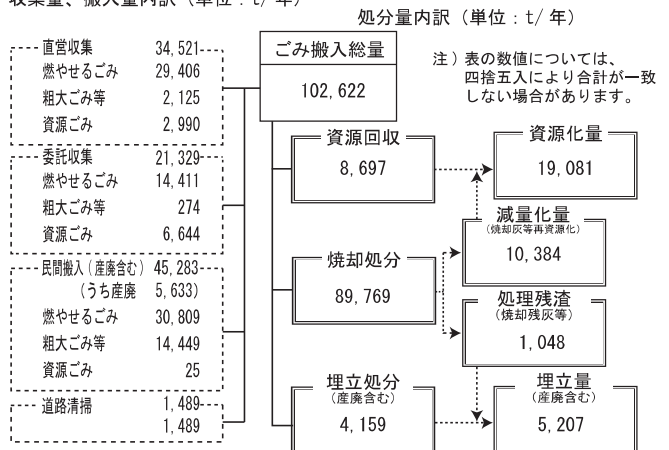 収集量、搬入量内訳(単位:t/年)
処分量内訳(単位:t/年)
直営収集 34,521
燃やせるごみ 29,406
粗大ごみ等 2,125
資源ごみ 2,990
委託収集 21,329
燃やせるごみ 14,411
粗大ごみ等 274
資源ごみ 6,644
民間搬入(産廃含む) 45,283
(うち産廃 5,633)
燃やせるごみ 30,809
粗大ごみ等 14,449
資源ごみ 25
道路清掃 1,489
1,489
ごみ搬入総量
102,622
注)表の数値については、
四捨五入により合計が一致
しない場合があります。
資源回収
8,697
資源化量
19,081
減量化量
(焼却灰等再資源化)
10,384
焼却処分
89,769
処理残渣
(焼却残灰等)
1,048
埋立処分
(産廃含む)
4,159
埋立量
(産廃含む)
5,207